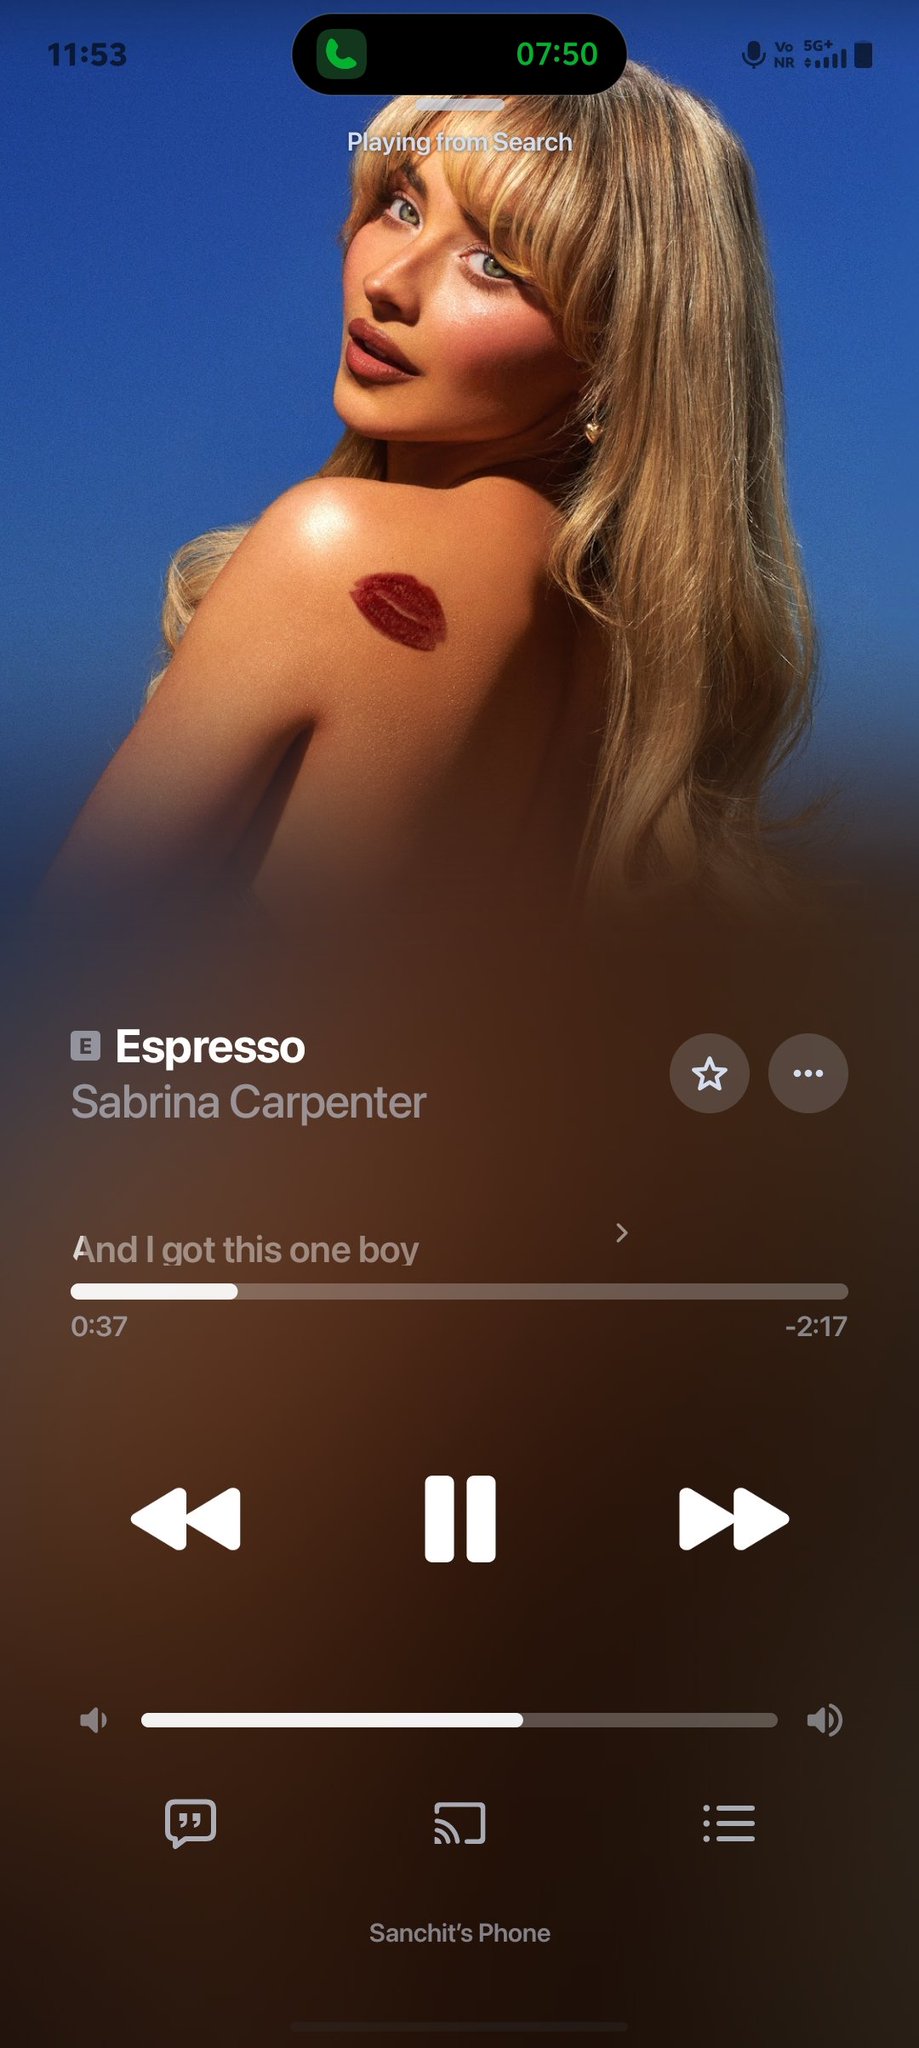 11:53
07:50
Vo
NR
5G+
Playing from Search
E Espresso
Sabrina Carpenter
And I got this one boy
0:37
-2:17
Sanchit's Phone